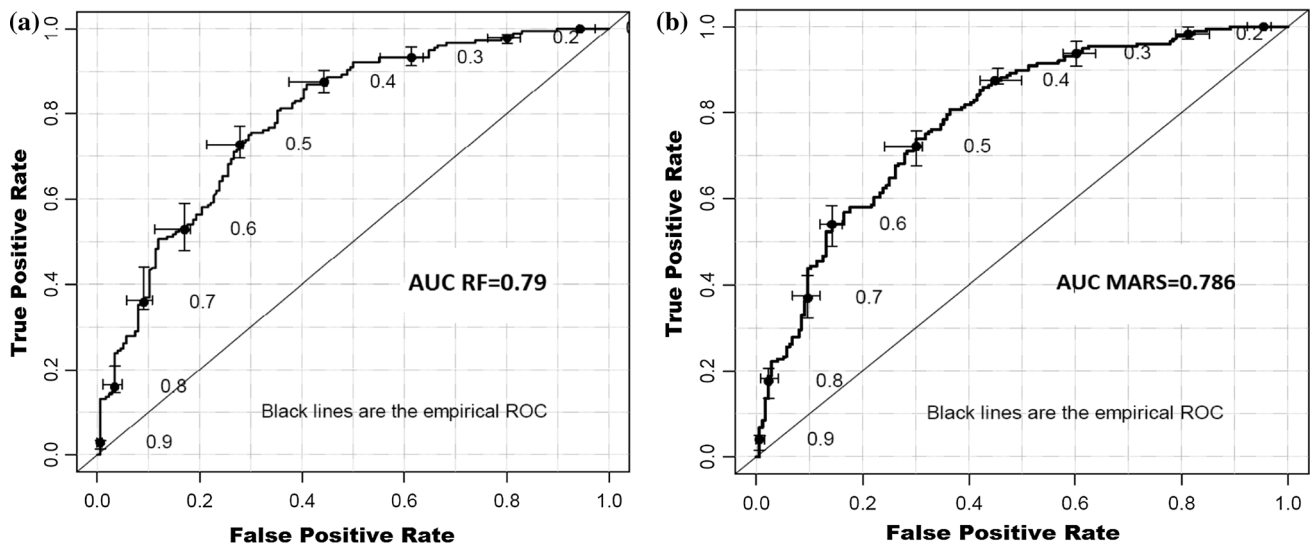 (a)
True Positive Rate
0.0 0.2 0.4 0.6 0.8 1.0
0.2
0.3
0.4
0.5
0.6
0.7
0.8
0.9
AUC RF=0.79
Black lines are the empirical ROC
0.0 0.2 0.4 0.6 0.8 1.0
False Positive Rate
(b)
True Positive Rate
0.0 0.2 0.4 0.6 0.8 1.0
0.2
0.3
0.4
0.5
0.6
0.7
0.8
0.9
AUC MARS=0.786
Black lines are the empirical ROC
0.0 0.2 0.4 0.6 0.8 1.0
False Positive Rate